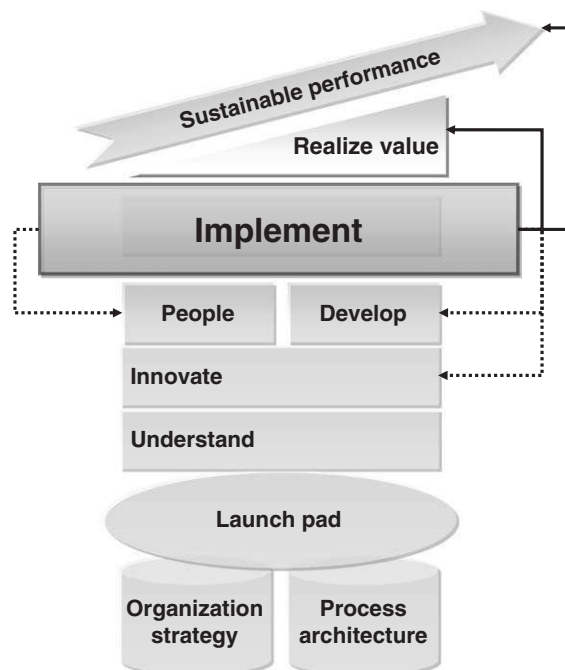 Sustainable performance
Realize value
Implement
People
Develop
Innovate
Understand
Launch pad
Organization
strategy
Process
architecture